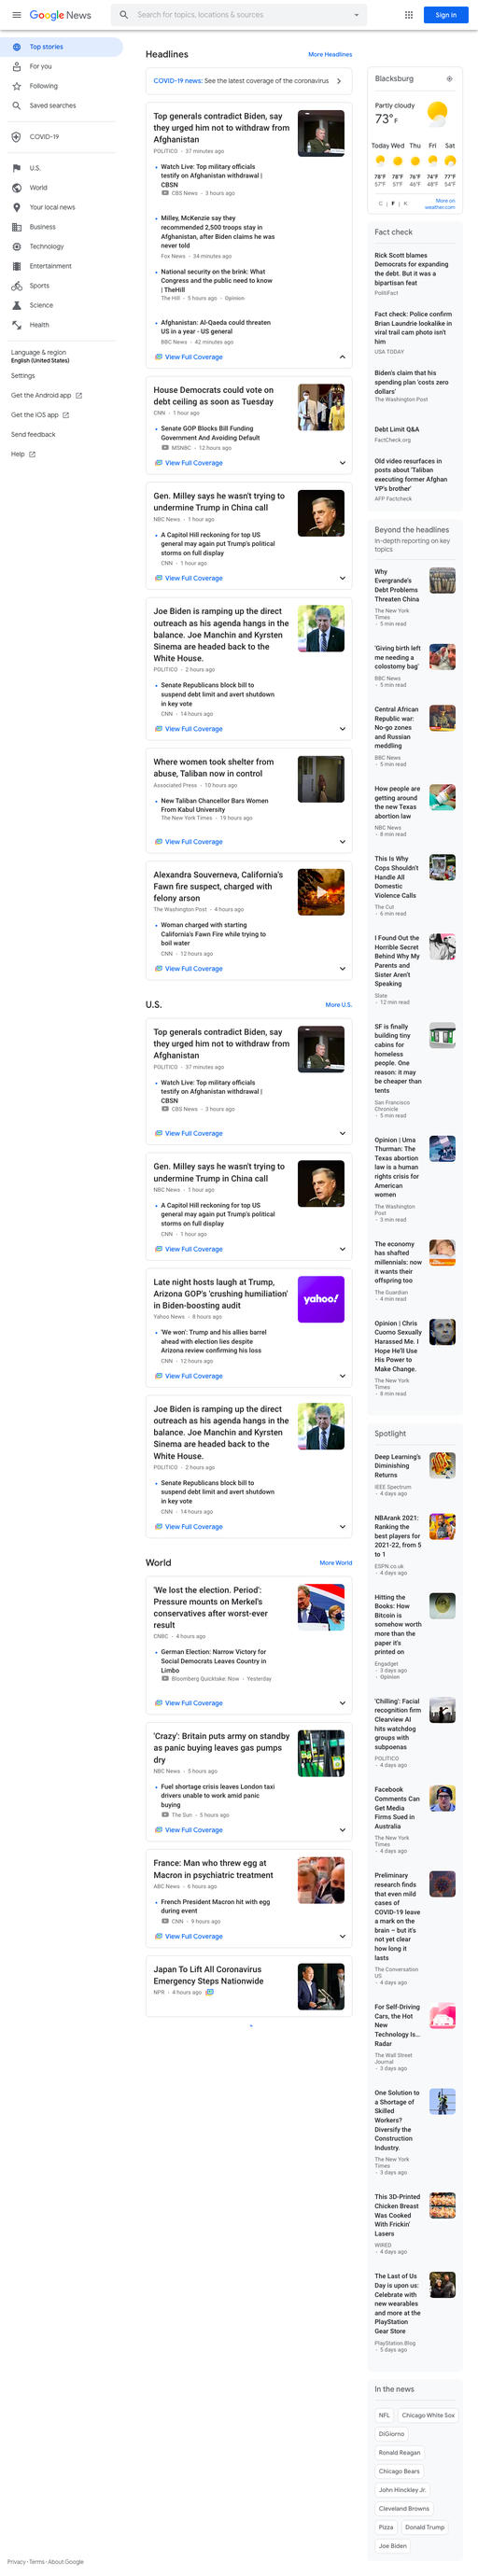 Google News
Search for topics, locations & sources
Sign in
Top stories
For you
Following
Saved searches
COVID-19
U.S.
World
Your local news
Business
Technology
Entertainment
Sports
Science
Health
Language & region
English (United States)
Settings
Get the Android app
Get the iOS app
Send feedback
Help
Headlines
More Headlines
COVID-19 news: See the latest coverage of the coronavirus
Top generals contradict Biden, say
they urged him not to withdraw from
Afghanistan
POLITICO · 37 minutes ago
Watch Live: Top military officials
testify on Afghanistan withdrawal |
CBSN
CBS News · 3 hours ago
Milley, McKenzie say they
recommended 2,500 troops stay in
Afghanistan, after Biden claims he was
never told
Fox News · 34 minutes ago
National security on the brink: What
Congress and the public need to know
| TheHill
The Hill · 5 hours ago · Opinion
Afghanistan: Al-Qaeda could threaten
US in a year - US general
BBC News · 42 minutes ago
View Full Coverage
House Democrats could vote on
debt ceiling as soon as Tuesday
CNN · 1 hour ago
Senate GOP Blocks Bill Funding
Government And Avoiding Default
MSNBC · 12 hours ago
View Full Coverage
Gen. Milley says he wasn't trying to
undermine Trump in China call
NBC News · 1 hour ago
A Capitol Hill reckoning for top US
general may again put Trump's political
storms on full display
CNN · 1 hour ago
View Full Coverage
Joe Biden is ramping up the direct
outreach as his agenda hangs in the
balance. Joe Manchin and Kyrsten
Sinema are headed back to the
White House.
POLITICO · 2 hours ago
Senate Republicans block bill to
suspend debt limit and avert shutdown
in key vote
CNN · 14 hours ago
View Full Coverage
Where women took shelter from
abuse, Taliban now in control
Associated Press · 10 hours ago
New Taliban Chancellor Bars Women
From Kabul University
The New York Times · 19 hours ago
View Full Coverage
Alexandra Souverneva, California's
Fawn fire suspect, charged with
felony arson
The Washington Post · 4 hours ago
Woman charged with starting
California's Fawn Fire while trying to
boil water
CNN · 12 hours ago
View Full Coverage
U.S.
More U.S.
Top generals contradict Biden, say
they urged him not to withdraw from
Afghanistan
POLITICO · 37 minutes ago
Watch Live: Top military officials
testify on Afghanistan withdrawal |
CBSN
CBS News · 3 hours ago
View Full Coverage
Gen. Milley says he wasn't trying to
undermine Trump in China call
NBC News · 1 hour ago
A Capitol Hill reckoning for top US
general may again put Trump's political
storms on full display
CNN · 1 hour ago
View Full Coverage
Late night hosts laugh at Trump,
Arizona GOP's 'crushing humiliation'
in Biden-boosting audit
Yahoo News · 8 hours ago
yahoo!
'We won': Trump and his allies barrel
ahead with election lies despite
Arizona review confirming his loss
CNN · 12 hours ago
View Full Coverage
Joe Biden is ramping up the direct
outreach as his agenda hangs in the
balance. Joe Manchin and Kyrsten
Sinema are headed back to the
White House.
POLITICO · 2 hours ago
Senate Republicans block bill to
suspend debt limit and avert shutdown
in key vote
CNN · 14 hours ago
View Full Coverage
World
More World
'We lost the election. Period':
Pressure mounts on Merkel's
conservatives after worst-ever
result
CNBC · 4 hours ago
German Election: Narrow Victory for
Social Democrats Leaves Country in
Limbo
Bloomberg Quicktake: Now · Yesterday
View Full Coverage
'Crazy': Britain puts army on standby
as panic buying leaves gas pumps
dry
NBC News · 5 hours ago
Fuel shortage crisis leaves London taxi
drivers unable to work amid panic
buying
The Sun · 5 hours ago
View Full Coverage
France: Man who threw egg at
Macron in psychiatric treatment
ABC News · 6 hours ago
French President Macron hit with egg
during event
CNN · 9 hours ago
View Full Coverage
Japan To Lift All Coronavirus
Emergency Steps Nationwide
NPR · 4 hours ago
Blacksburg
Partly cloudy
73° F
Today Wed Thu Fri Sat
78°F 78°F 76°F 74°F 77°F
57°F 51°F 46°F 48°F 54°F
C | F | K
More on
weather.com
Fact check
Rick Scott blames
Democrats for expanding
the debt. But it was a
bipartisan feat
PolitiFact
Fact check: Police confirm
Brian Laundrie lookalike in
viral trail cam photo isn't
him
USA TODAY
Biden's claim that his
spending plan 'costs zero
dollars'
The Washington Post
Debt Limit Q&A
FactCheck.org
Old video resurfaces in
posts about 'Taliban
executing former Afghan
VP's brother'
AFP Factcheck
Beyond the headlines
In-depth reporting on key
topics
Why
Evergrande's
Debt Problems
Threaten China
The New York
Times
· 5 min read
'Giving birth left
me needing a
colostomy bag'
BBC News
· 5 min read
Central African
Republic war:
No-go zones
and Russian
meddling
BBC News
· 5 min read
How people are
getting around
the new Texas
abortion law
NBC News
· 8 min read
This Is Why
Cops Shouldn't
Handle All
Domestic
Violence Calls
The Cut
· 6 min read
I Found Out the
Horrible Secret
Behind Why My
Parents and
Sister Aren't
Speaking
Slate
· 12 min read
SF is finally
building tiny
cabins for
homeless
people. One
reason: it may
be cheaper than
tents
San Francisco
Chronicle
· 5 min read
Opinion | Uma
Thurman: The
Texas abortion
law is a human
rights crisis for
American
women
The Washington
Post
· 3 min read
The economy
has shafted
millennials: now
it wants their
offspring too
The Guardian
· 4 min read
Opinion | Chris
Cuomo Sexually
Harassed Me. I
Hope He'll Use
His Power to
Make Change.
The New York
Times
· 8 min read
Spotlight
Deep Learning's
Diminishing
Returns
IEEE Spectrum
· 4 days ago
NBArank 2021:
Ranking the
best players for
2021-22, from 5
to 1
ESPN.co.uk
· 4 days ago
Hitting the
Books: How
Bitcoin is
somehow worth
more than the
paper it's
printed on
Engadget
· 3 days ago
· Opinion
'Chilling': Facial
recognition firm
Clearview AI
hits watchdog
groups with
subpoenas
POLITICO
· 4 days ago
Facebook
Comments Can
Get Media
Firms Sued in
Australia
The New York
Times
· 4 days ago
Preliminary
research finds
that even mild
cases of
COVID-19 leave
a mark on the
brain – but it's
not yet clear
how long it
lasts
The Conversation
US
· 4 days ago
For Self-Driving
Cars, the Hot
New
Technology Is…
Radar
The Wall Street
Journal
· 3 days ago
One Solution to
a Shortage of
Skilled
Workers?
Diversify the
Construction
Industry.
The New York
Times
· 3 days ago
This 3D-Printed
Chicken Breast
Was Cooked
With Frickin'
Lasers
WIRED
· 4 days ago
The Last of Us
Day is upon us:
Celebrate with
new wearables
and more at the
PlayStation
Gear Store
PlayStation Blog
· 5 days ago
In the news
NFL
Chicago White Sox
DiGiorno
Ronald Reagan
Chicago Bears
John Hinckley Jr.
Cleveland Browns
Pizza
Donald Trump
Joe Biden
Privacy · Terms · About Google